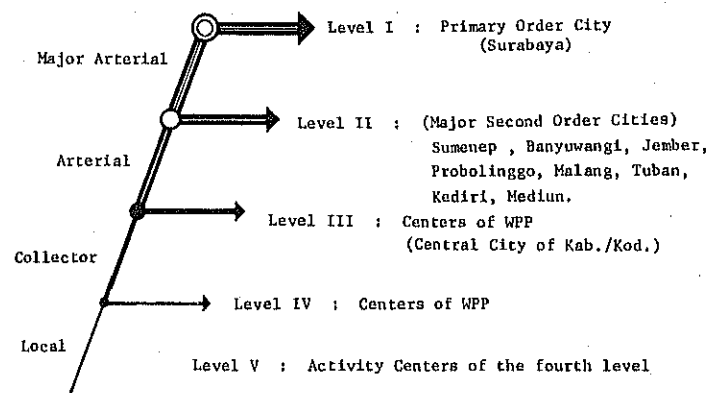 Level I : Primary Order City
(Surabaya)
Major Arterial
Level II : (Major Second Order Cities)
Sumenep , Banyuwangi, Jember,
Probolinggo, Malang, Tuban,
Kediri, Mediun.
Arterial
Level III : Centers of WPP
(Central City of Kab./Kod.)
Collector
Level IV : Centers of WPP
Local
Level V : Activity Centers of the fourth level